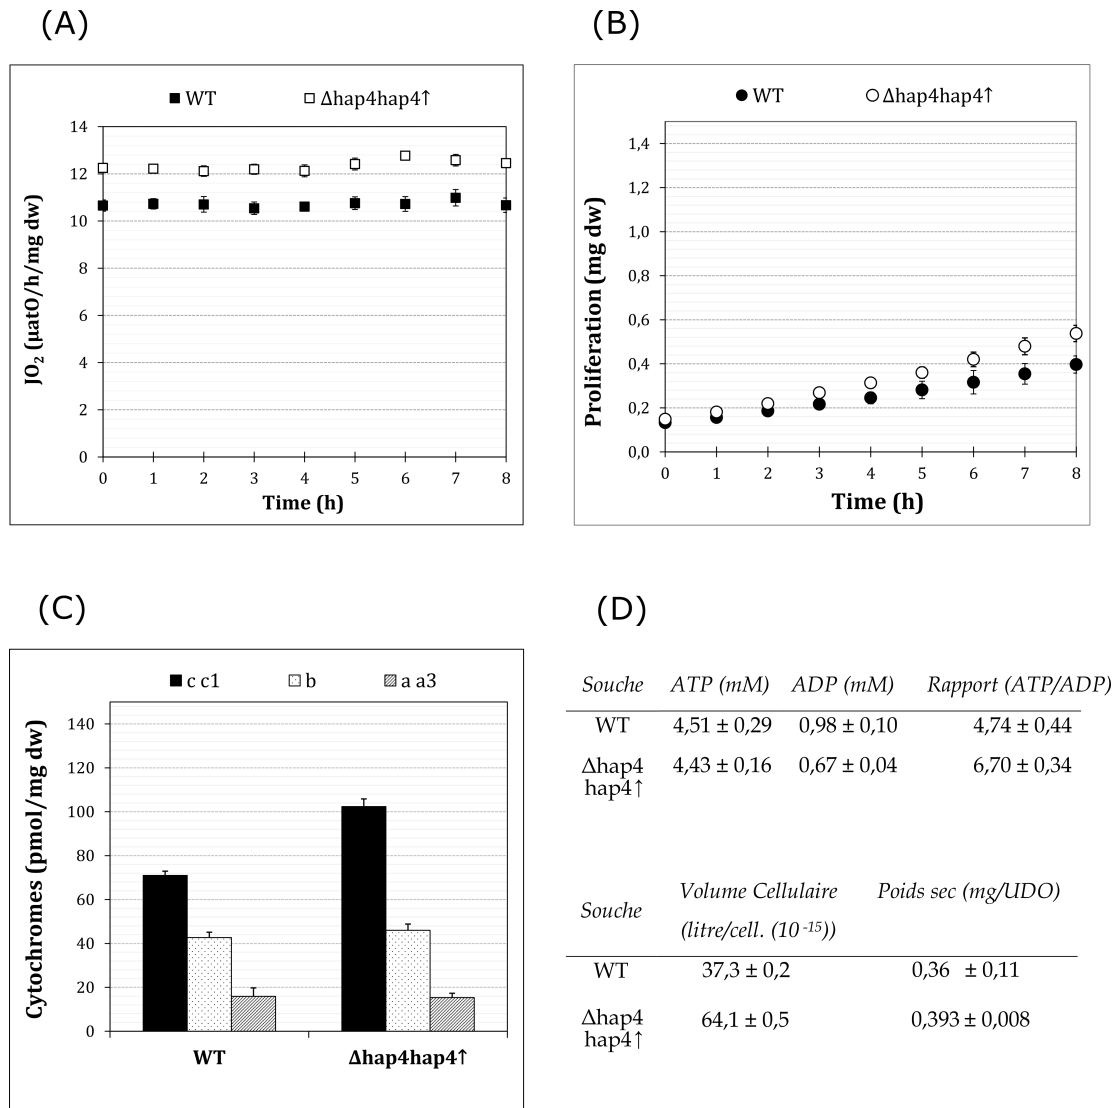 (A)
WT Δhap4hap4↑
14
12
10
8
6
4
2
0
JO2 (µatO/h/mg dw)
0 1 2 3 4 5 6 7 8
Time (h)
(B)
WT Δhap4hap4↑
1,4
1,2
1,0
0,8
0,6
0,4
0,2
0,0
Proliferation (mg dw)
0 1 2 3 4 5 6 7 8
Time (h)
(C)
c c1 b a a3
140
120
100
80
60
40
20
0
Cytochromes (pmol/mg dw)
WT Δhap4hap4↑
(D)
Souche ATP (mM) ADP (mM) Rapport (ATP/ADP)
WT 4,51 ± 0,29 0,98 ± 0,10 4,74 ± 0,44
Δhap4 4,43 ± 0,16 0,67 ± 0,04 6,70 ± 0,34
hap4↑
Volume Cellulaire Poids sec (mg/UDO)
Souche
(litre/cell. (10 -15))
WT 37,3 ± 0,2 0,36 ± 0,11
Δhap4 64,1 ± 0,5 0,393 ± 0,008
hap4↑